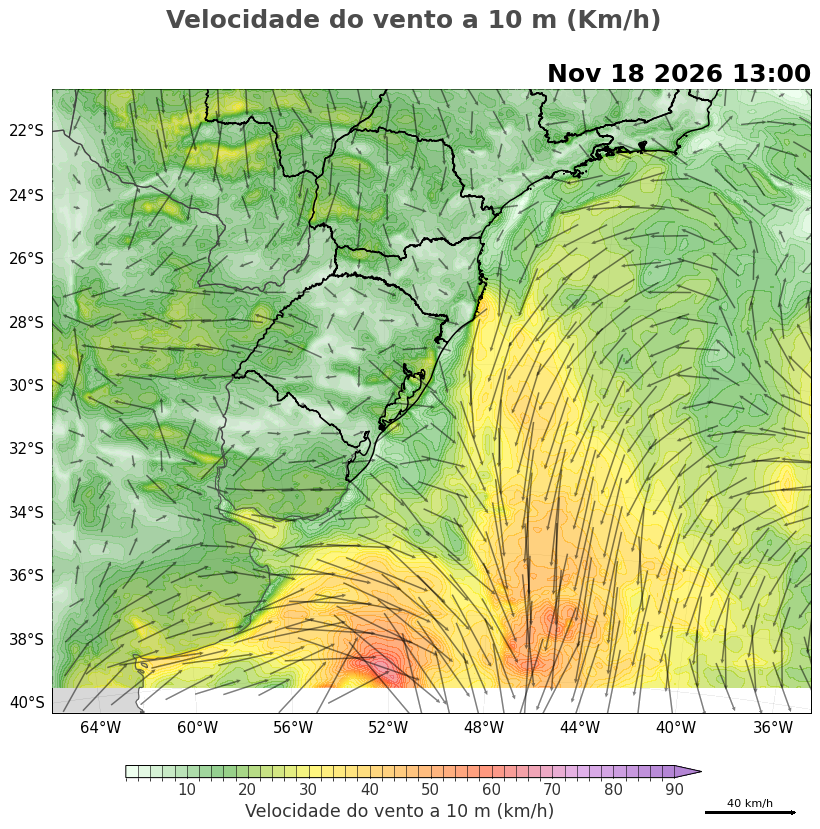 Velocidade do vento a 10 m (Km/h)
Nov 18 2026 13:00
22°S
24°S
26°S
28°S
30°S
32°S
34°S
36°S
38°S
40°S
64°W 60°W 56°W 52°W 48°W 44°W 40°W 36°W
10 20 30 40 50 60 70 80 90
Velocidade do vento a 10 m (km/h)
40 km/h